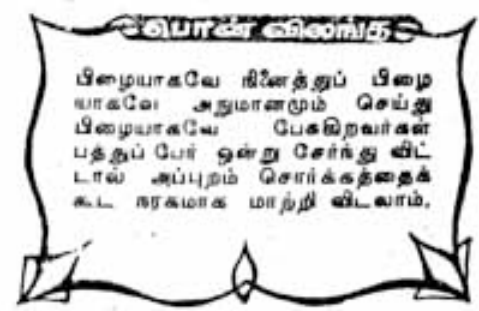 பொன் விலங்கு
பிழையாகவே நினைத்துப் பிழை
யாகவே அநுமானமும் செய்து
பிழையாகவே பேசுகிறவர்கள்
பத்துப் பேர் ஒன்று சேர்ந்து விட்
டால் அப்புறம் சொர்க்கத்தைக்
கூட நரகமாக மாற்றி விடலாம்.